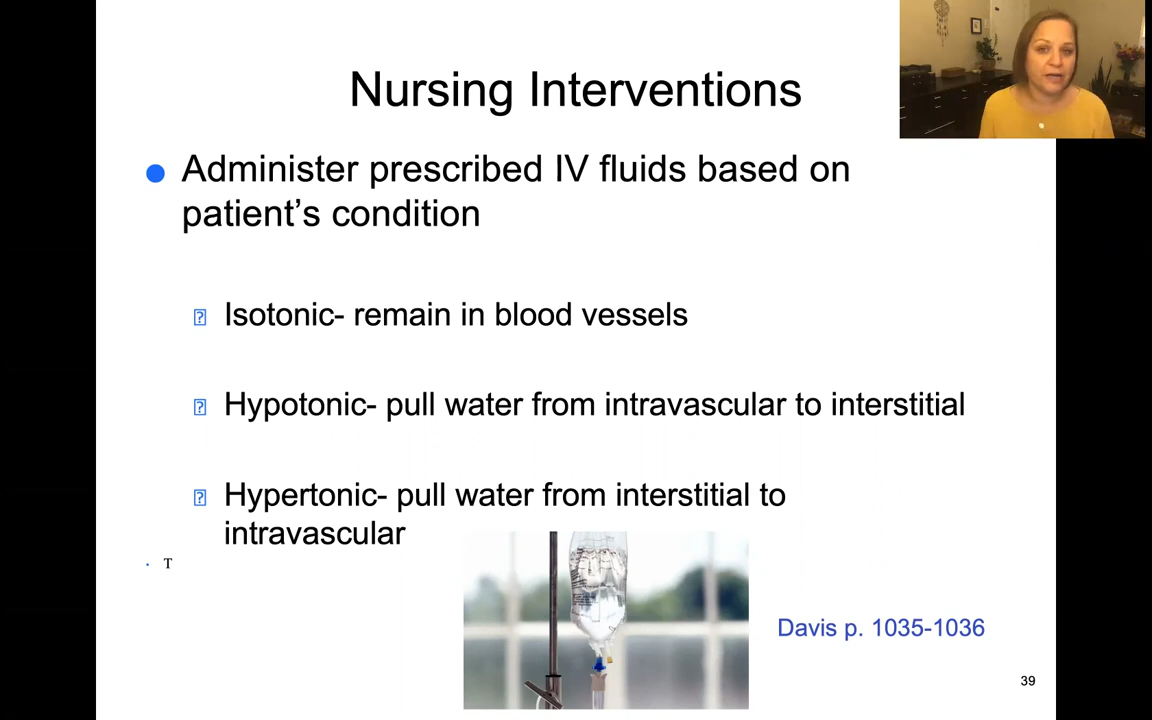 Nursing Interventions
Administer prescribed IV fluids based on
patient’s condition
Isotonic- remain in blood vessels
Hypotonic- pull water from intravascular to interstitial
Hypertonic- pull water from interstitial to
intravascular
T
Davis p. 1035-1036
39